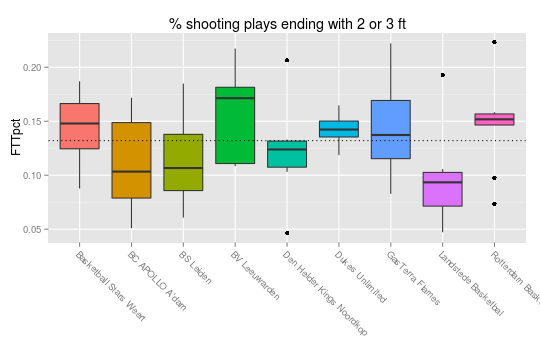 % shooting plays ending with 2 or 3 ft
FTTpct
0.20
0.15
0.10
0.05
Basketball Stars Weert
BC APOLLO A'dam
BS Leiden
BV Leeuwarden
Den Helder Kings Noordkop
Dukes Unlimited
GasTerra Flames
Landstede Basketbal
Rotterdam Bask